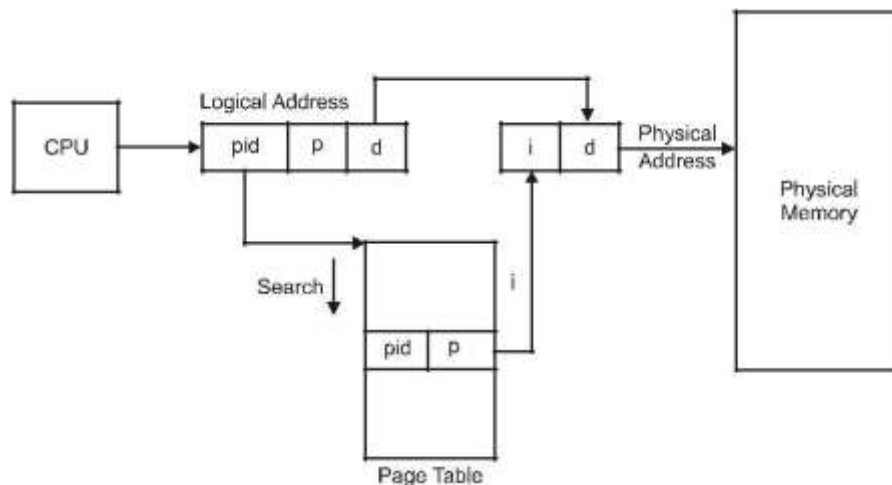 Logical Address
CPU
pid p d
i d
Physical
Address
Physical
Memory
Search
i
pid p
Page Table